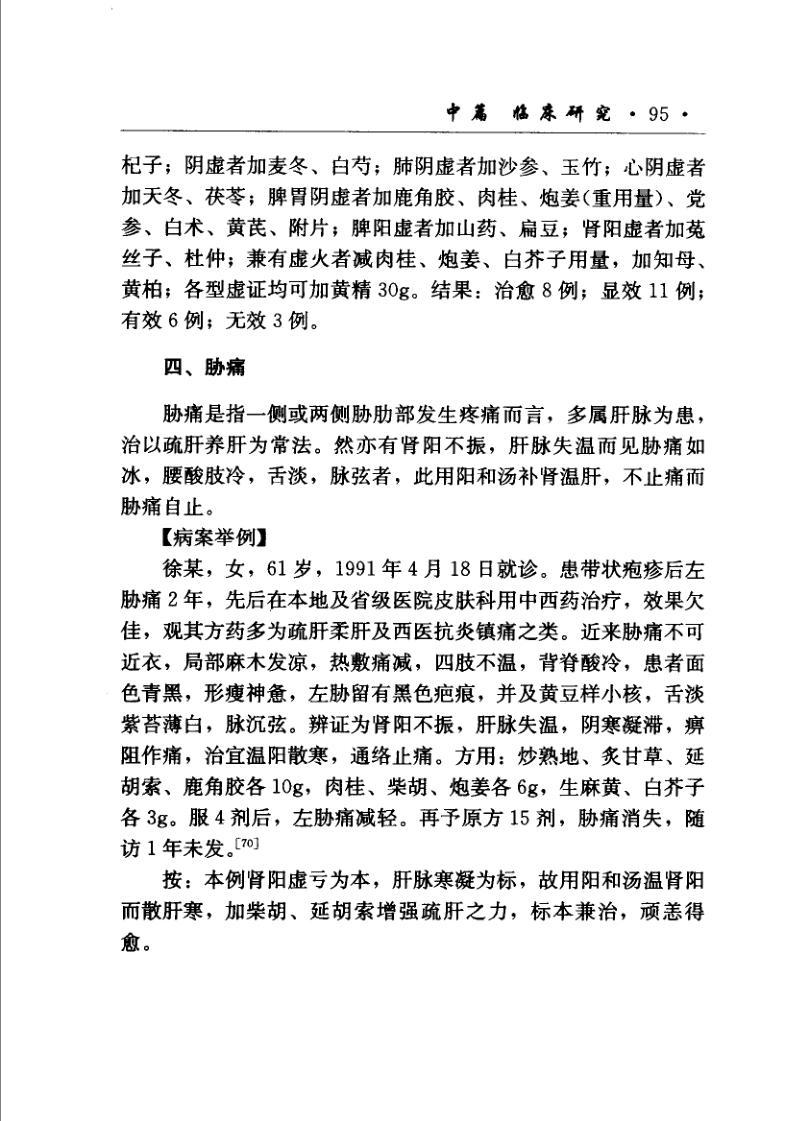 中篇 临床研究 · 95 ·
杞子；阴虚者加麦冬、白芍；肺阴虚者加沙参、玉竹；心阴虚者
加天冬、茯苓；脾胃阴虚者加鹿角胶、肉桂、炮姜（重用量）、党
参、白术、黄芪、附片；脾阳虚者加山药、扁豆；肾阳虚者加菟
丝子、杜仲；兼有虚火者减肉桂、炮姜、白芥子用量，加知母、
黄柏；各型虚证均可加黄精 30g。结果：治愈 8 例；显效 11 例；
有效 6 例；无效 3 例。
四、胁痛
胁痛是指一侧或两侧胁肋部发生疼痛而言，多属肝脉为患，
治以疏肝养肝为常法。然亦有肾阳不振，肝脉失温而见胁痛如
冰，腰酸肢冷，舌淡，脉弦者，此用阳和汤补肾温肝，不止痛而
胁痛自止。
【病案举例】
徐某，女，61 岁，1991 年 4 月 18 日就诊。患带状疱疹后左
胁痛 2 年，先后在本地及省级医院皮肤科用中西药治疗，效果欠
佳，观其方药多为疏肝柔肝及西医抗炎镇痛之类。近来胁痛不可
近衣，局部麻木发凉，热敷痛减，四肢不温，背脊酸冷，患者面
色青黑，形瘦神惫，左胁留有黑色疤痕，并及黄豆样小核，舌淡
紫苔薄白，脉沉弦。辨证为肾阳不振，肝脉失温，阴寒凝滞，痹
阻作痛，治宜温阳散寒，通络止痛。方用：炒熟地、炙甘草、延
胡索、鹿角胶各 10g，肉桂、柴胡、炮姜各 6g，生麻黄、白芥子
各 3g。服 4 剂后，左胁痛减轻。再予原方 15 剂，胁痛消失，随
访 1 年未发。[70]
按：本例肾阳虚亏为本，肝脉寒凝为标，故用阳和汤温肾阳
而散肝寒，加柴胡、延胡索增强疏肝之力，标本兼治，顽恙得
愈。